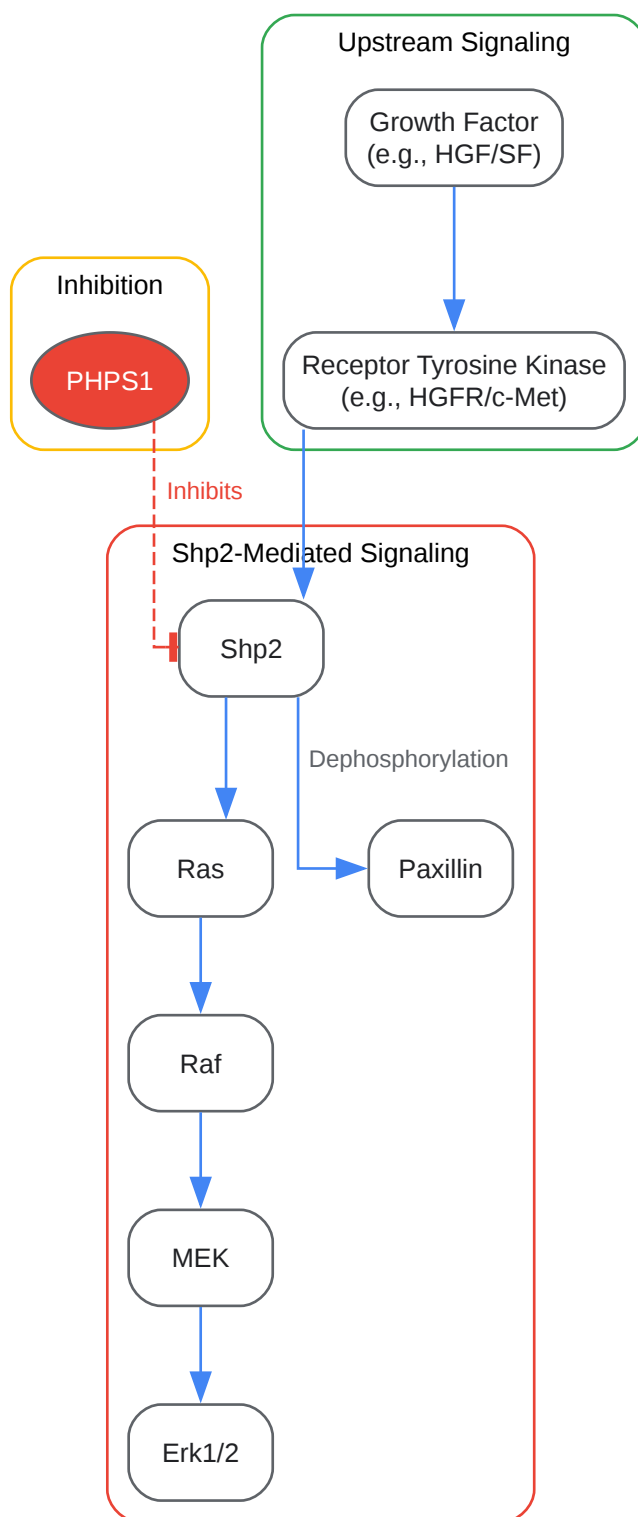 Upstream Signaling
Growth Factor
(e.g., HGF/SF)
Inhibition
PHPS1
Receptor Tyrosine Kinase
(e.g., HGFR/c-Met)
Inhibits
Shp2-Mediated Signaling
Shp2
Dephosphorylation
Ras
Paxillin
Raf
MEK
Erk1/2